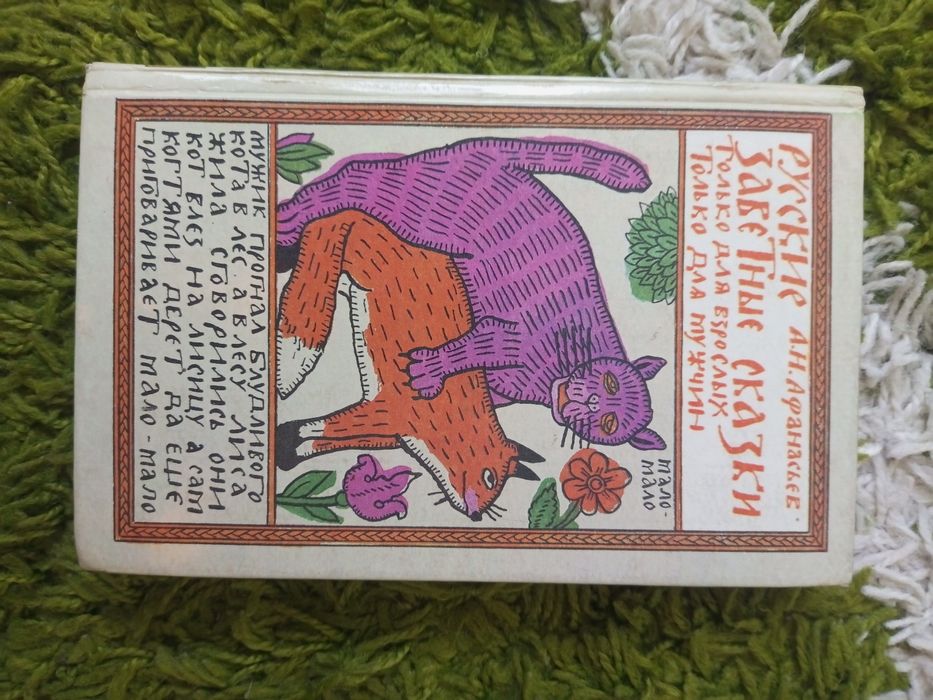 РУССКИЕ А.Н.АФАНАСЬЕВ.
ЗАВЕТНЫЕ СКАЗКИ
ТОЛЬКО ДЛЯ ВЗРОСЛЫХ
ТОЛЬКО ДЛЯ МУЖЧИН
МАЛО-
МАЛО
МУЖИК ПРОГНАЛ БЛУДЛИВОГО
КОТА В ЛЕС, А В ЛЕСУ ЛИСА
ЖИЛА. СГОВОРИЛИСЬ ОНИ
КОТ ВЛЕЗ НА ЛИСИЦУ А САМ
КОГТЯМИ ДЕРЕТ ДА ЕЩЕ
ПРИГОВАРИВАЕТ МАЛО-МАЛО